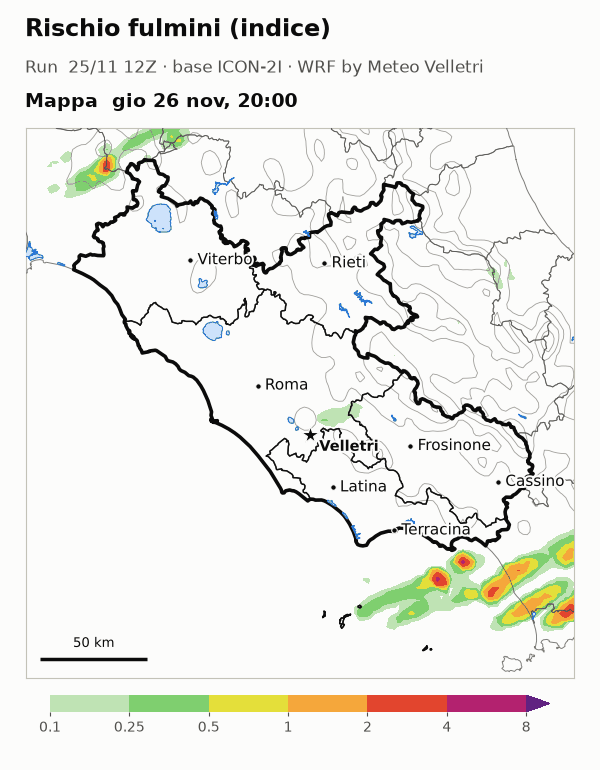 Rischio fulmini (indice)
Run  25/11 12Z · base ICON-2I · WRF by Meteo Velletri
Mappa  gio 26 nov, 20:00
Viterbo
Rieti
Roma
Velletri
Frosinone
Latina
Cassino
Terracina
50 km
0.1 0.25 0.5 1 2 4 8